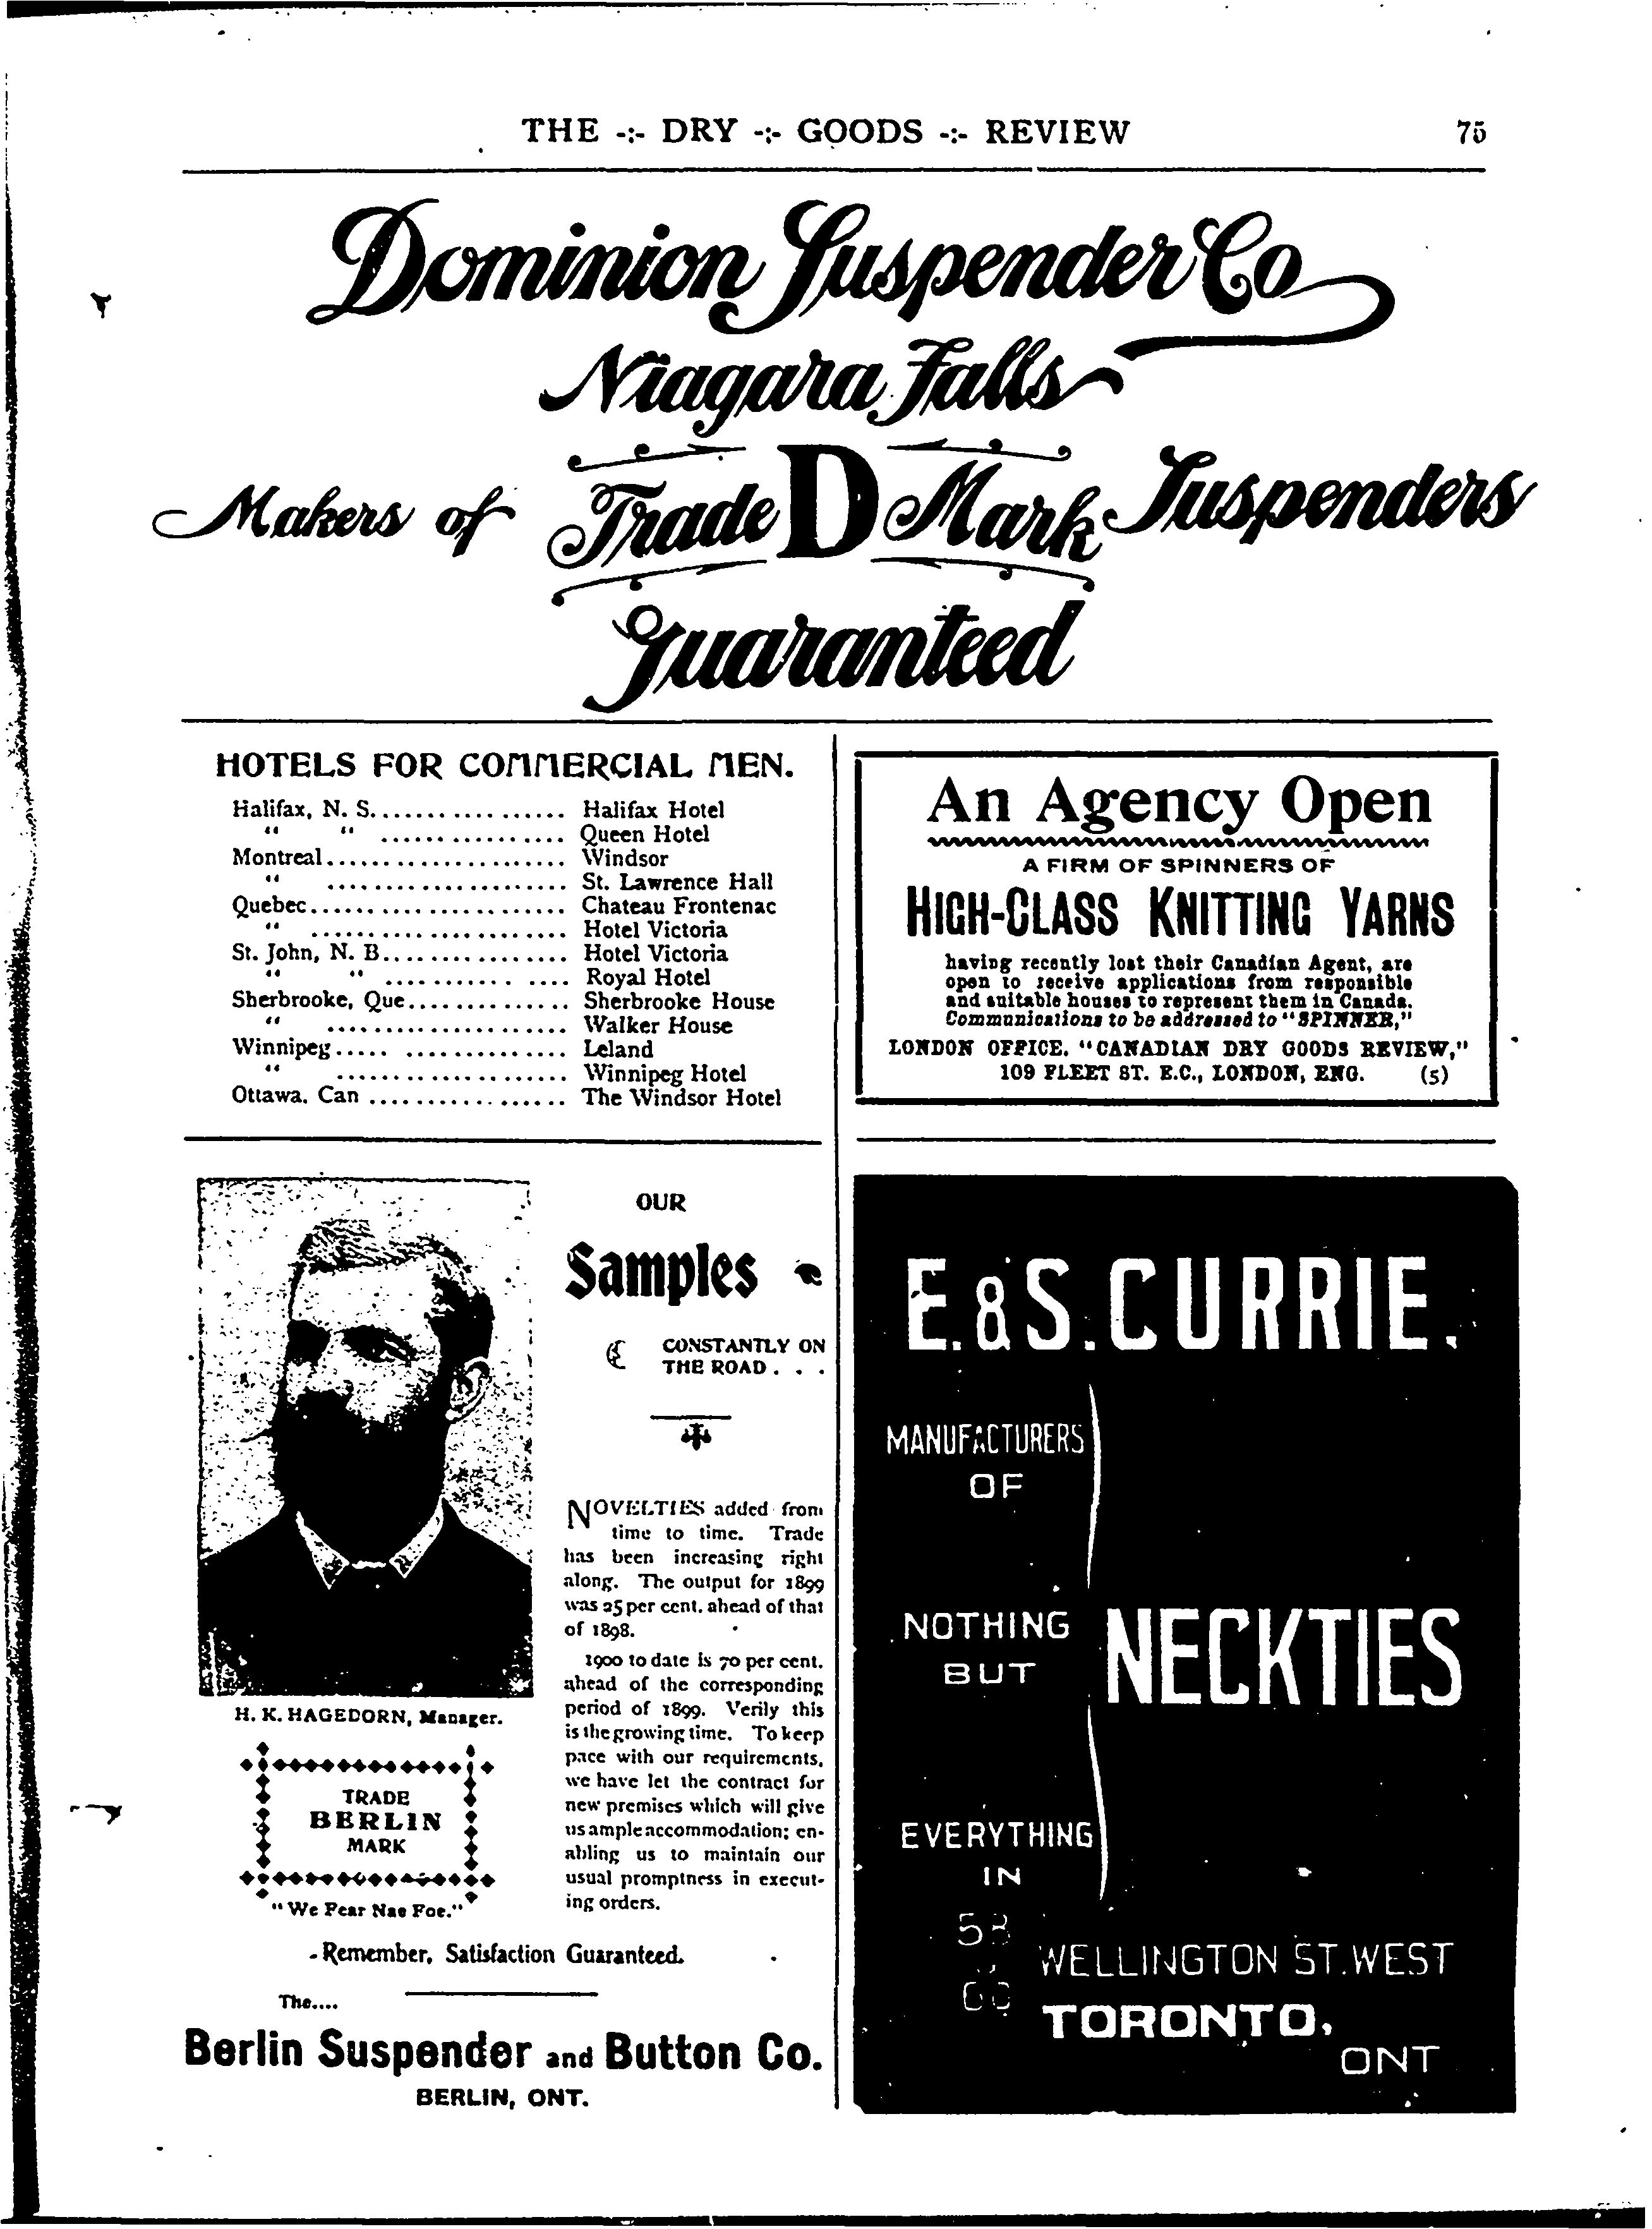 THE -:- DRY -:- GOODS -:- REVIEW 75
Dominion Suspender Co
Niagara Falls
Makers of Trade D Mark Suspenders
Guaranteed
HOTELS FOR COMMERCIAL MEN.
Halifax, N. S.................. Halifax Hotel
“ “ .................. Queen Hotel
Montreal...................... Windsor
“ ...................... St. Lawrence Hall
Quebec........................ Chateau Frontenac
“ ........................ Hotel Victoria
St. John, N. B................. Hotel Victoria
“ “ ........... .... Royal Hotel
Sherbrooke, Que............... Sherbrooke House
“ ...................... Walker House
Winnipeg..... ............... Leland
“ ...................... Winnipeg Hotel
Ottawa. Can .................. The Windsor Hotel
An Agency Open
A FIRM OF SPINNERS OF
HIGH-CLASS KNITTING YARNS
having recently lost their Canadian Agent, are
open to receive applications from responsible
and suitable houses to represent them in Canada.
Communications to be addressed to “SPINNER,”
LONDON OFFICE. “CANADIAN DRY GOODS REVIEW,”
109 FLEET ST. E.C., LONDON, ENG. (5)
OUR
Samples
CONSTANTLY ON
THE ROAD . . .
NOVELTIES added from
time to time. Trade
has been increasing right
along. The output for 1899
was 25 per cent. ahead of that
of 1898.
1900 to date is 70 per cent.
ahead of the corresponding
period of 1899. Verily this
is the growing time. To keep
pace with our requirements,
we have let the contract for
new premises which will give
us ample accommodation; en-
abling us to maintain our
usual promptness in execut-
ing orders.
H. K. HAGEDORN, Manager.
TRADE
BERLIN
MARK
“We Fear Nae Foe.”
Remember, Satisfaction Guaranteed.
The....
Berlin Suspender and Button Co.
BERLIN, ONT.
E. & S. CURRIE.
MANUFACTURERS
OF
NOTHING
BUT
NECKTIES
EVERYTHING
IN
58
WELLINGTON ST. WEST
TORONTO,
ONT